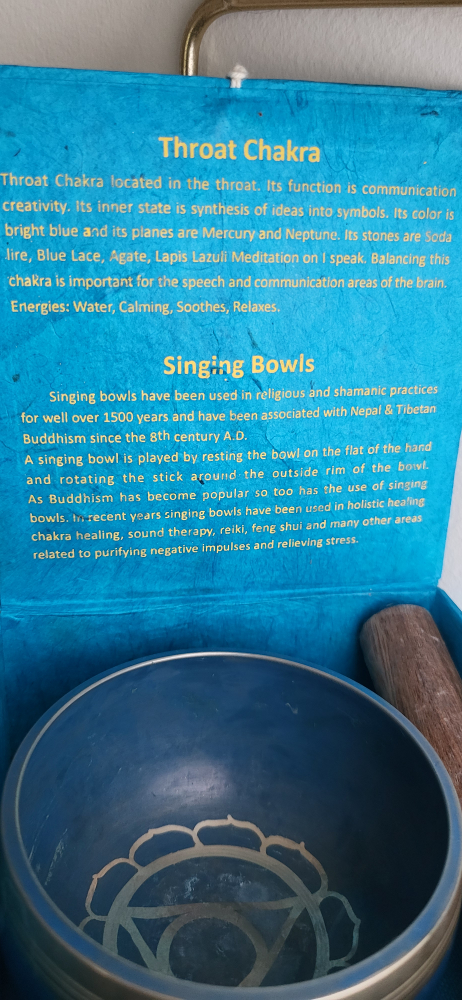 Throat Chakra
Throat Chakra located in the throat. Its function is communication
creativity. Its inner state is synthesis of ideas into symbols. Its color is
bright blue and its planes are Mercury and Neptune. Its stones are Soda
lire, Blue Lace, Agate, Lapis Lazuli Meditation on I speak. Balancing this
chakra is important for the speech and communication areas of the brain.
Energies: Water, Calming, Soothes, Relaxes.
Singing Bowls
Singing bowls have been used in religious and shamanic practices
for well over 1500 years and have been associated with Nepal & Tibetan
Buddhism since the 8th century A.D.
A singing bowl is played by resting the bowl on the flat of the hand
and rotating the stick around the outside rim of the bowl.
As Buddhism has become popular so too has the use of singing
bowls. In recent years singing bowls have been used in holistic healing
chakra healing, sound therapy, reiki, feng shui and many other areas
related to purifying negative impulses and relieving stress.